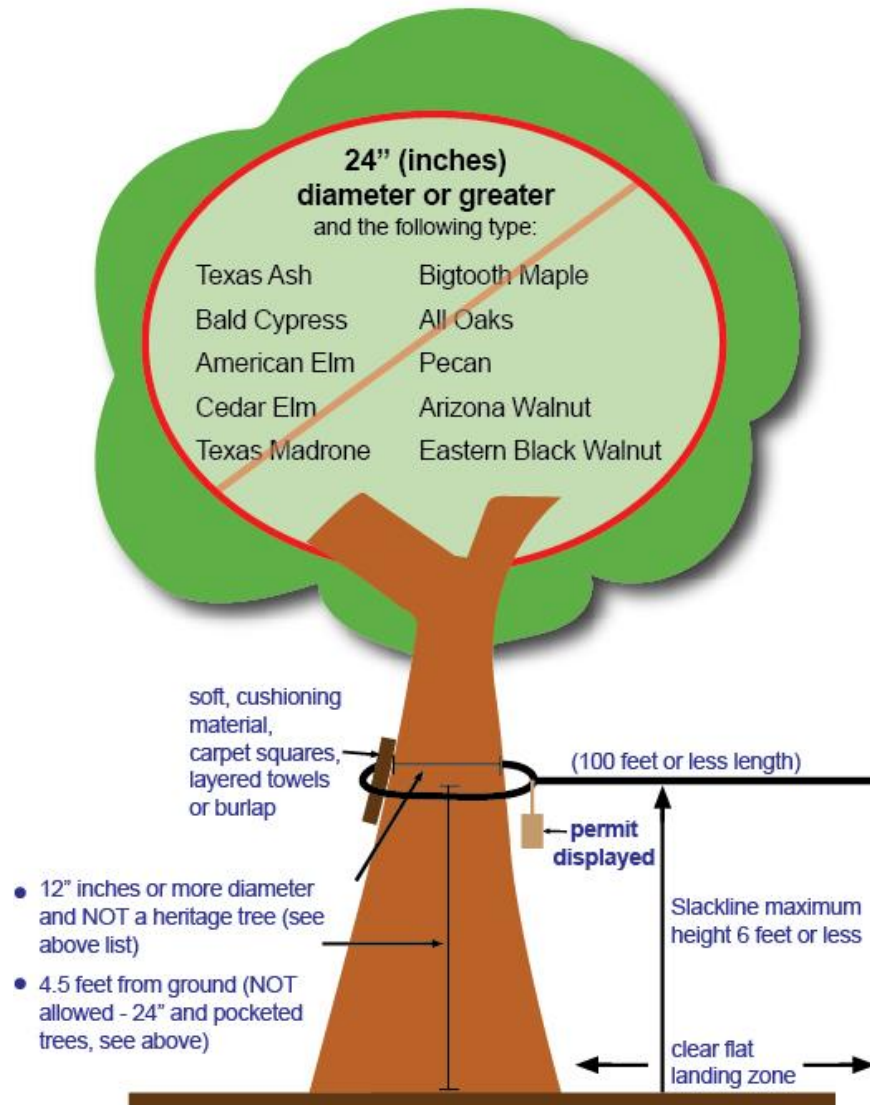 24” (inches)
diameter or greater
and the following type:
Texas Ash
Bald Cypress
American Elm
Cedar Elm
Texas Madrone
Bigtooth Maple
All Oaks
Pecan
Arizona Walnut
Eastern Black Walnut
soft, cushioning
material,
carpet squares,
layered towels
or burlap
(100 feet or less length)
permit
displayed
• 12” inches or more diameter
and NOT a heritage tree (see
above list)
• 4.5 feet from ground (NOT
allowed - 24” and pocketed
trees, see above)
Slackline maximum
height 6 feet or less
clear flat
landing zone